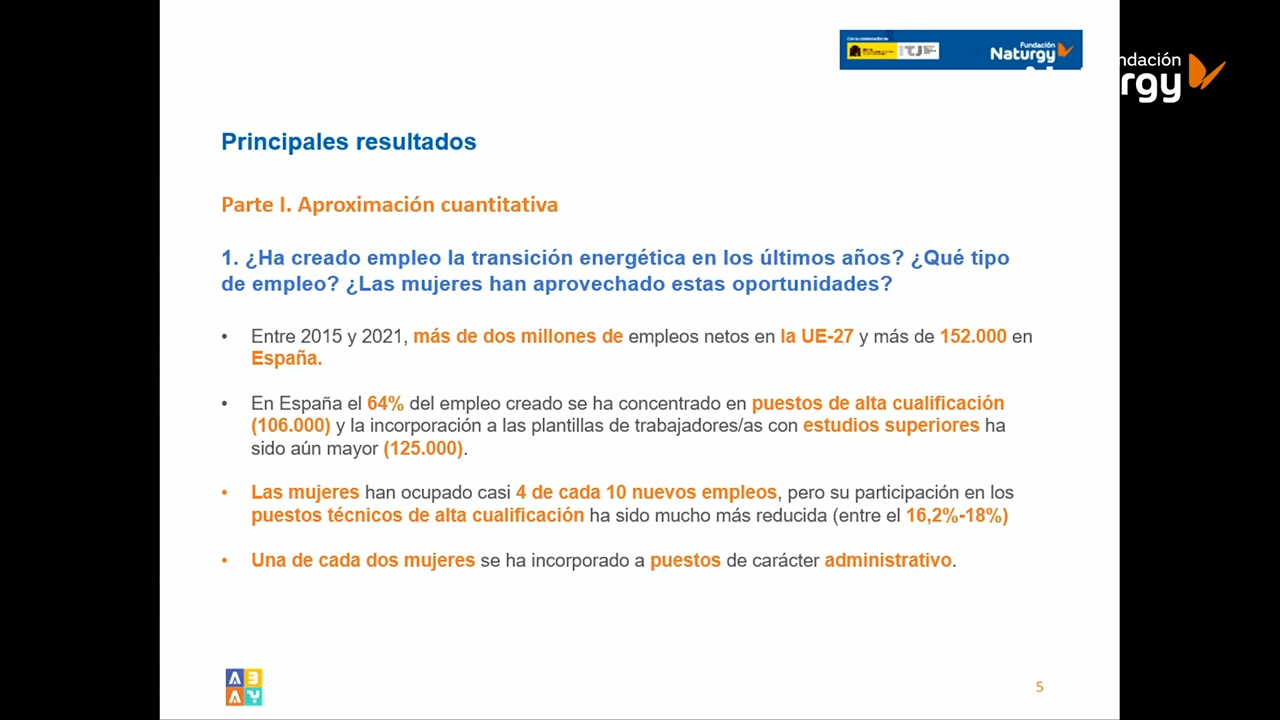 Con la colaboración de
Fundación
Naturgy
ndación
rgy
Principales resultados
Parte I. Aproximación cuantitativa
1. ¿Ha creado empleo la transición energética en los últimos años? ¿Qué tipo
de empleo? ¿Las mujeres han aprovechado estas oportunidades?
• Entre 2015 y 2021, más de dos millones de empleos netos en la UE-27 y más de 152.000 en
España.
• En España el 64% del empleo creado se ha concentrado en puestos de alta cualificación
(106.000) y la incorporación a las plantillas de trabajadores/as con estudios superiores ha
sido aún mayor (125.000).
• Las mujeres han ocupado casi 4 de cada 10 nuevos empleos, pero su participación en los
puestos técnicos de alta cualificación ha sido mucho más reducida (entre el 16,2%-18%)
• Una de cada dos mujeres se ha incorporado a puestos de carácter administrativo.
5